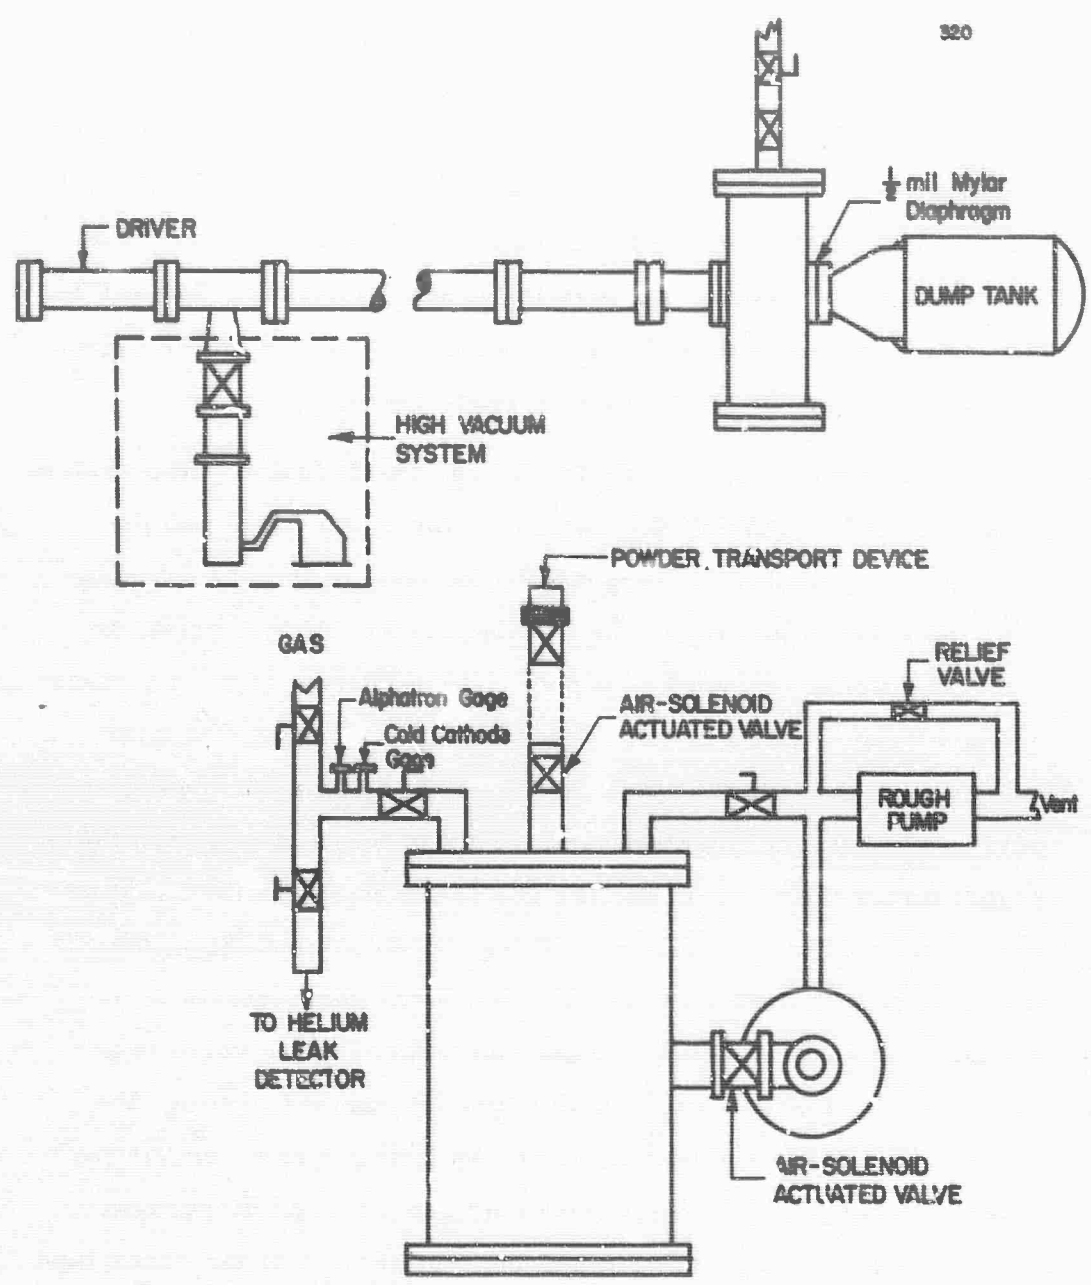 320
½ mil Mylar
Diaphragm
DRIVER
DUMP TANK
HIGH VACUUM
SYSTEM
POWDER TRANSPORT DEVICE
GAS
RELIEF
VALVE
Alphatron Gage
AIR-SOLENOID
ACTUATED VALVE
Cold Cathode
Gage
ROUGH
PUMP
Vent
TO HELIUM
LEAK
DETECTOR
AIR-SOLENOID
ACTUATED VALVE